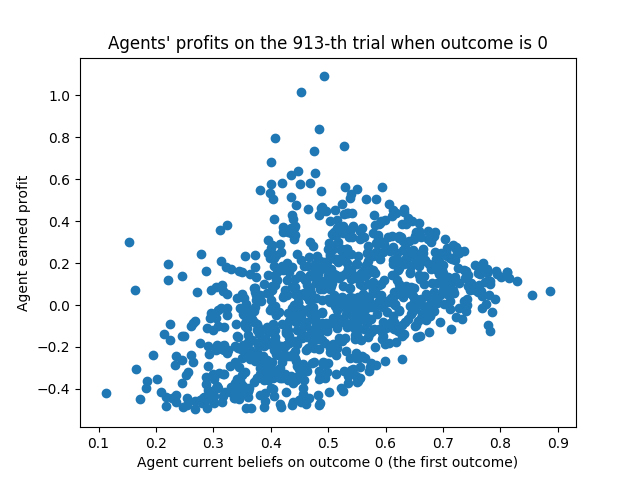 Agents' profits on the 913-th trial when outcome is 0
Agent earned profit
1.0
0.8
0.6
0.4
0.2
0.0
−0.2
−0.4
0.1 0.2 0.3 0.4 0.5 0.6 0.7 0.8 0.9
Agent current beliefs on outcome 0 (the first outcome)